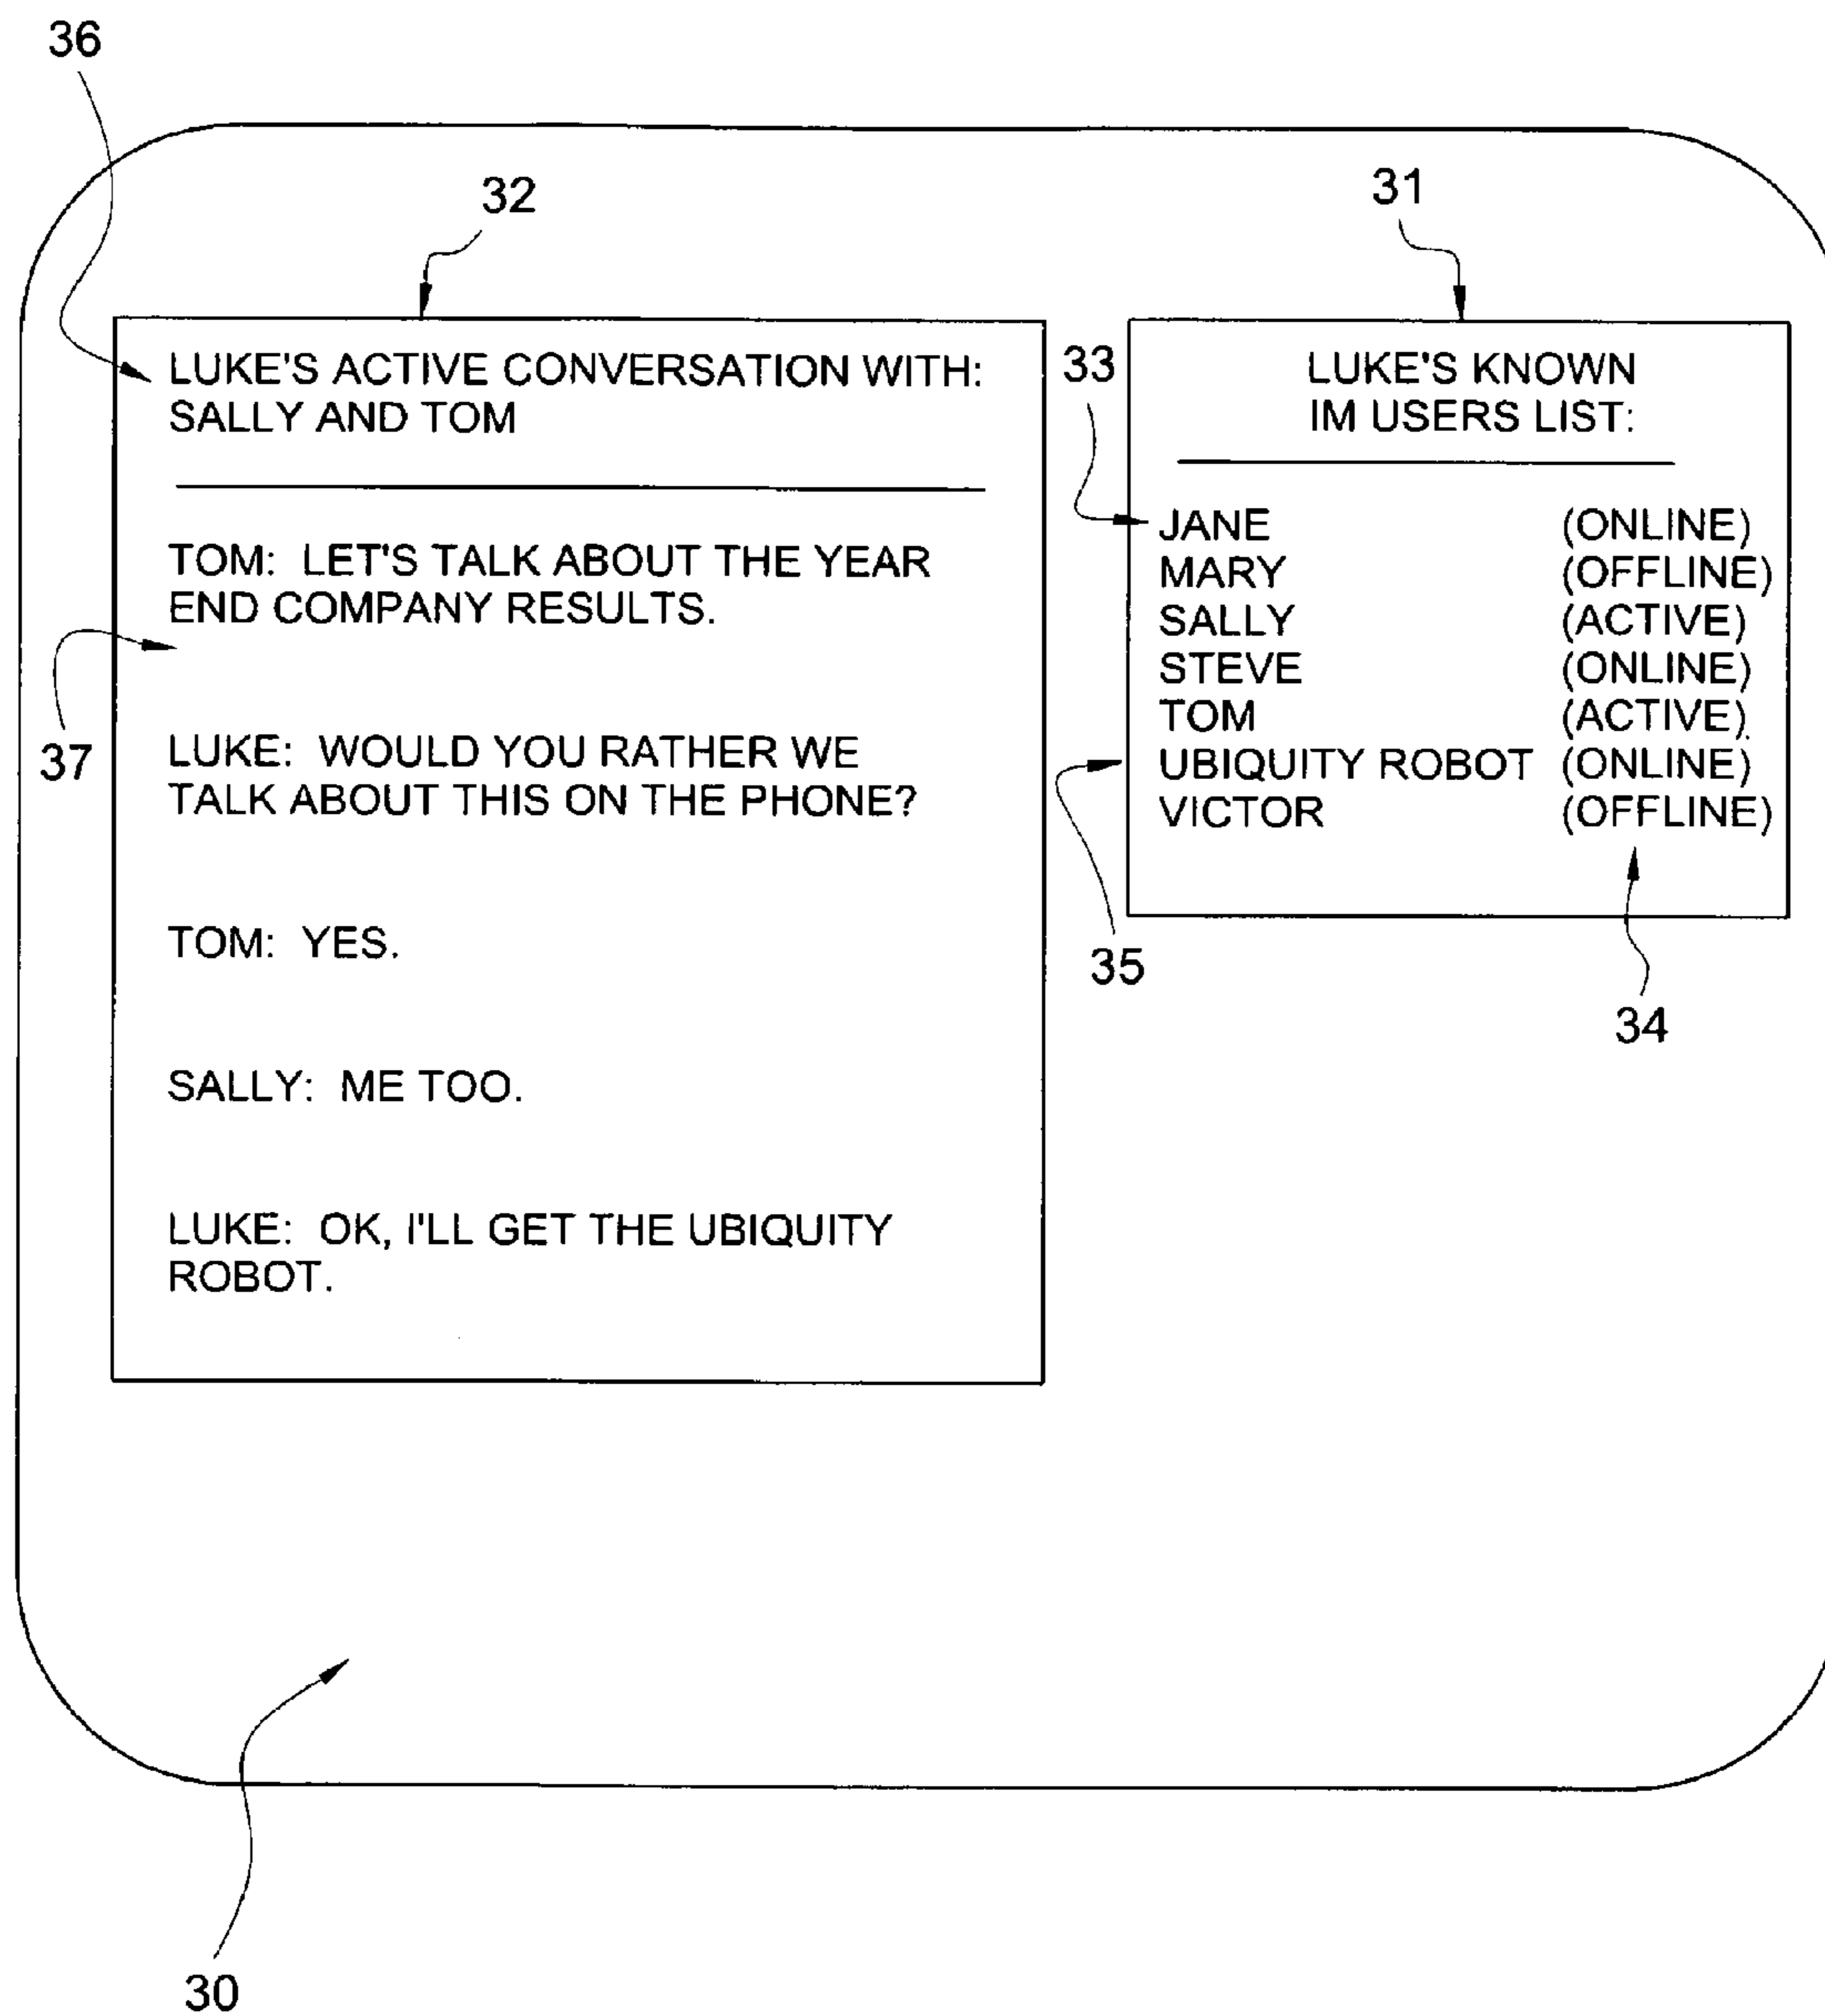 36
32
31
LUKE'S ACTIVE CONVERSATION WITH:
SALLY AND TOM
TOM: LET'S TALK ABOUT THE YEAR
END COMPANY RESULTS.
37
LUKE: WOULD YOU RATHER WE
TALK ABOUT THIS ON THE PHONE?
TOM: YES.
SALLY: ME TOO.
LUKE: OK, I'LL GET THE UBIQUITY
ROBOT.
33
LUKE'S KNOWN
IM USERS LIST:
JANE (ONLINE)
MARY (OFFLINE)
SALLY (ACTIVE)
STEVE (ONLINE)
TOM (ACTIVE)
UBIQUITY ROBOT (ONLINE)
VICTOR (OFFLINE)
35
34
30